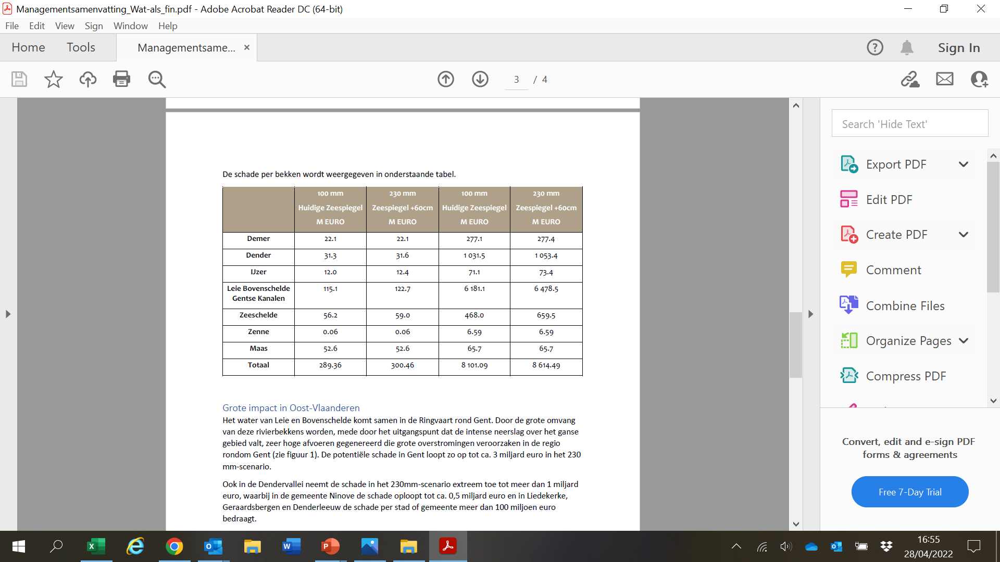 Managementsamenvatting_Wat-als_fin.pdf - Adobe Acrobat Reader DC (64-bit)
File Edit View Sign Window Help
Home Tools Managementsame... Sign In
3 / 4
Search 'Hide Text'
Export PDF
Edit PDF
Create PDF
Comment
Combine Files
Organize Pages
Compress PDF
Convert, edit and e-sign PDF
forms & agreements
Free 7-Day Trial
De schade per bekken wordt weergegeven in onderstaande tabel.
100 mm 230 mm 100 mm 230 mm
Huidige Zeespiegel Zeespiegel +60cm Huidige Zeespiegel Zeespiegel +60cm
M EURO M EURO M EURO M EURO
Demer 22.1 22.1 277.1 277.4
Dender 31.3 31.6 1 031.5 1 053.4
IJzer 12.0 12.4 71.1 73.4
Leie Bovenschelde 115.1 122.7 6 181.1 6 478.5
Gentse Kanalen
Zeeschelde 56.2 59.0 468.0 659.5
Zenne 0.06 0.06 6.59 6.59
Maas 52.6 52.6 65.7 65.7
Totaal 289.36 300.46 8 101.09 8 614.49
Grote impact in Oost-Vlaanderen
Het water van Leie en Bovenschelde komt samen in de Ringvaart rond Gent. Door de grote omvang
van deze rivierbekkens worden, mede door het uitgangspunt dat de intense neerslag over het ganse
gebied valt, zeer hoge afvoeren gegenereerd die grote overstromingen veroorzaken in de regio
rondom Gent (zie figuur 1). De potentiële schade in Gent loopt zo op tot ca. 3 miljard euro in het 230
mm-scenario.
Ook in de Dendervallei neemt de schade in het 230mm-scenario extreem toe tot meer dan 1 miljard
euro, waarbij in de gemeente Ninove de schade oploopt tot ca. 0,5 miljard euro en in Liedekerke,
Geraardsbergen en Denderleeuw de schade per stad of gemeente meer dan 100 miljoen euro
bedraagt.
16:55
28/04/2022